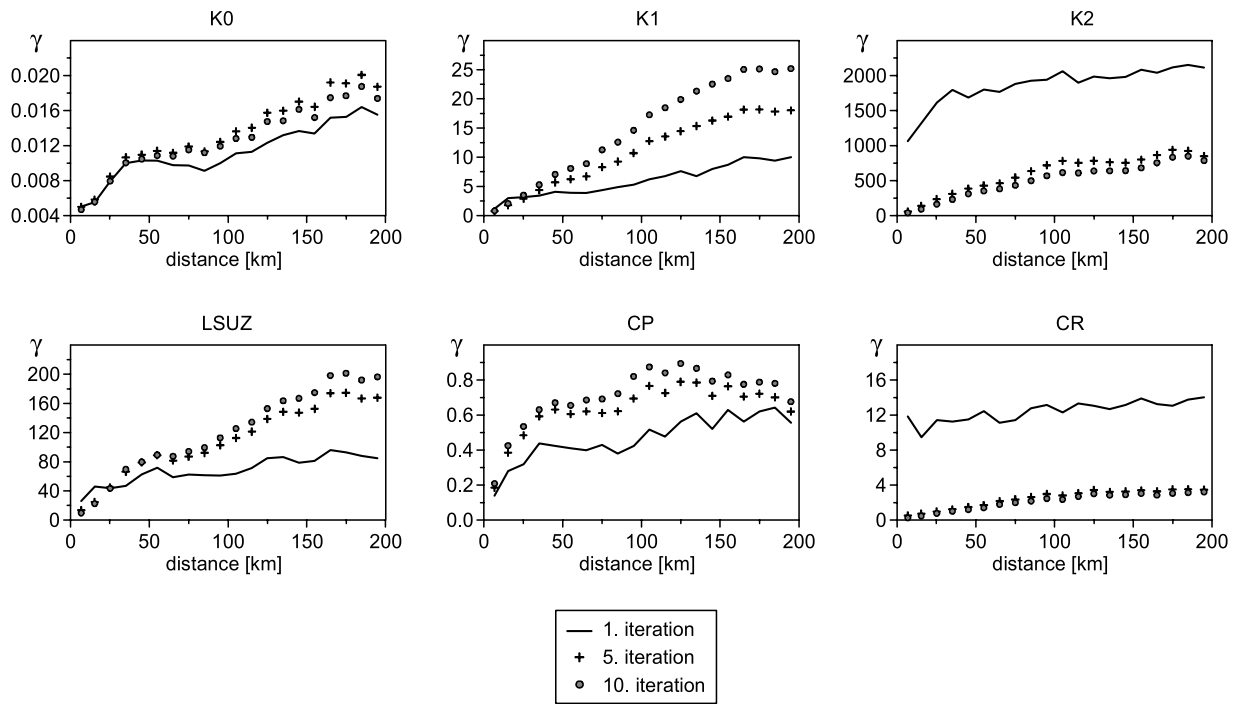 K0
γ
0.020
0.016
0.012
0.008
0.004
0 50 100 150 200
distance [km]
K1
γ
25
20
15
10
5
0
0 50 100 150 200
distance [km]
K2
γ
2000
1500
1000
500
0
0 50 100 150 200
distance [km]
LSUZ
γ
200
160
120
80
40
0
0 50 100 150 200
distance [km]
CP
γ
0.8
0.6
0.4
0.2
0.0
0 50 100 150 200
distance [km]
CR
γ
16
12
8
4
0
0 50 100 150 200
distance [km]
1. iteration
5. iteration
10. iteration